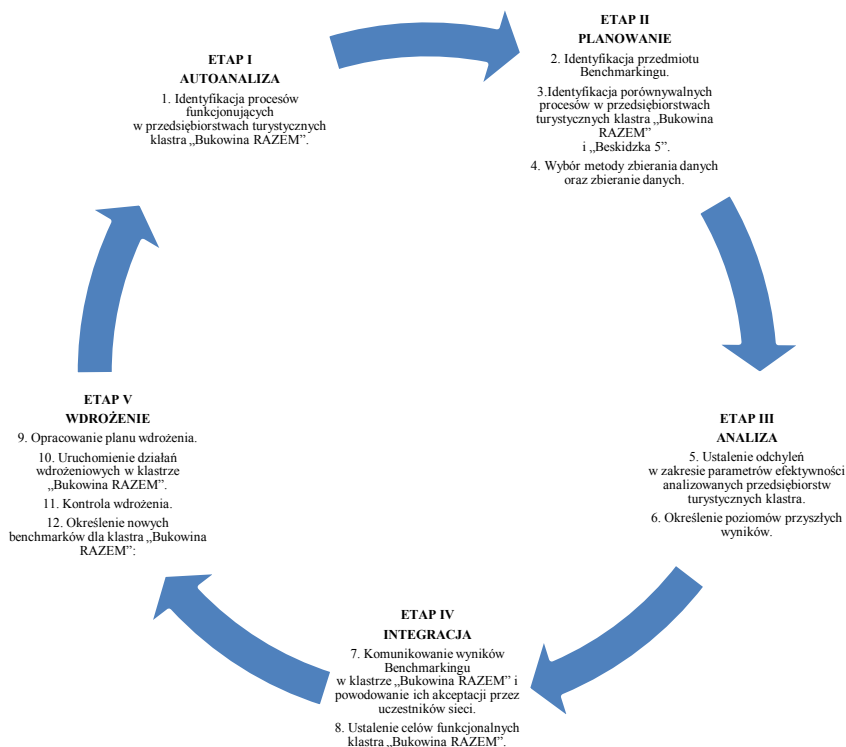 ETAP I
AUTOANALIZA
1. Identyfikacja procesów
funkcjonujących
w przedsiębiorstwach turystycznych
klastra „Bukowina RAZEM”.
ETAP II
PLANOWANIE
2. Identyfikacja przedmiotu
Benchmarkingu.
3.Identyfikacja porównywalnych
procesów w przedsiębiorstwach
turystycznych klastra „Bukowina
RAZEM”
i „Beskidzka 5”.
4. Wybór metody zbierania danych
oraz zbieranie danych.
ETAP III
ANALIZA
5. Ustalenie odchyleń
w zakresie parametrów efektywności
analizowanych przedsiębiorstw
turystycznych klastra.
6. Określenie poziomów przyszłych
wyników.
ETAP IV
INTEGRACJA
7. Komunikowanie wyników
Benchmarkingu
w klastrze „Bukowina RAZEM” i
powodowanie ich akceptacji przez
uczestników sieci.
8. Ustalenie celów funkcjonalnych
klastra „Bukowina RAZEM”.
ETAP V
WDROŻENIE
9. Opracowanie planu wdrożenia.
10. Uruchomienie działań
wdrożeniowych w klastrze
„Bukowina RAZEM”.
11. Kontrola wdrożenia.
12. Określenie nowych
benchmarków dla klastra „Bukowina
RAZEM”: